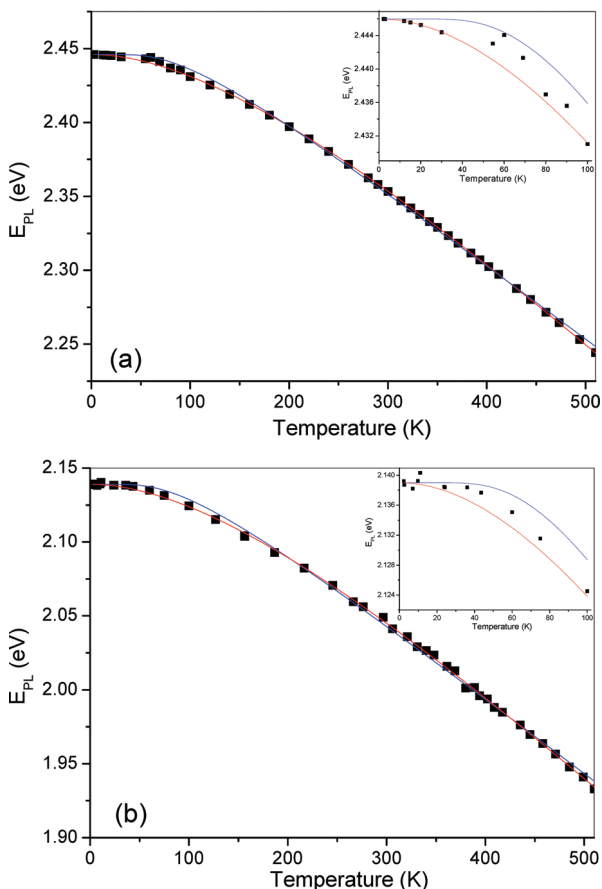 2.45
2.40
2.35
2.30
2.25
E_PL (eV)
0 100 200 300 400 500
Temperature (K)
(a)
2.444
2.440
2.436
2.430
E_PL (eV)
0 20 40 60 80 100
Temperature (K)
2.15
2.10
2.05
2.00
1.95
1.90
E_PL (eV)
0 100 200 300 400 500
Temperature (K)
(b)
2.140
2.136
2.132
2.128
2.124
E_PL (eV)
0 20 40 60 80 100
Temperature (K)